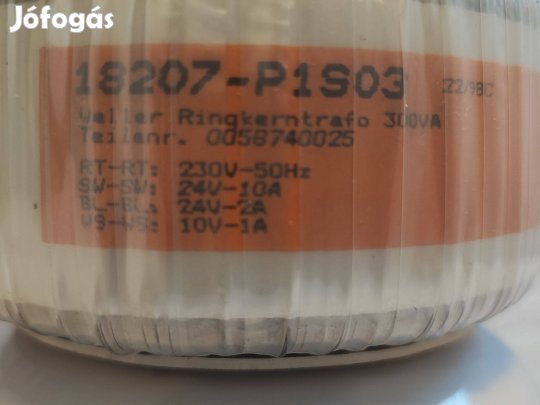 Jófogás
18207-P1S03 22/98C
Weller Ringkerntrafo 300VA
Teilenr. 0058740025
RT-RT: 230V-50Hz
SW-SW: 24V-10A
BL-BL: 24V-2A
WS-WS: 10V-1A